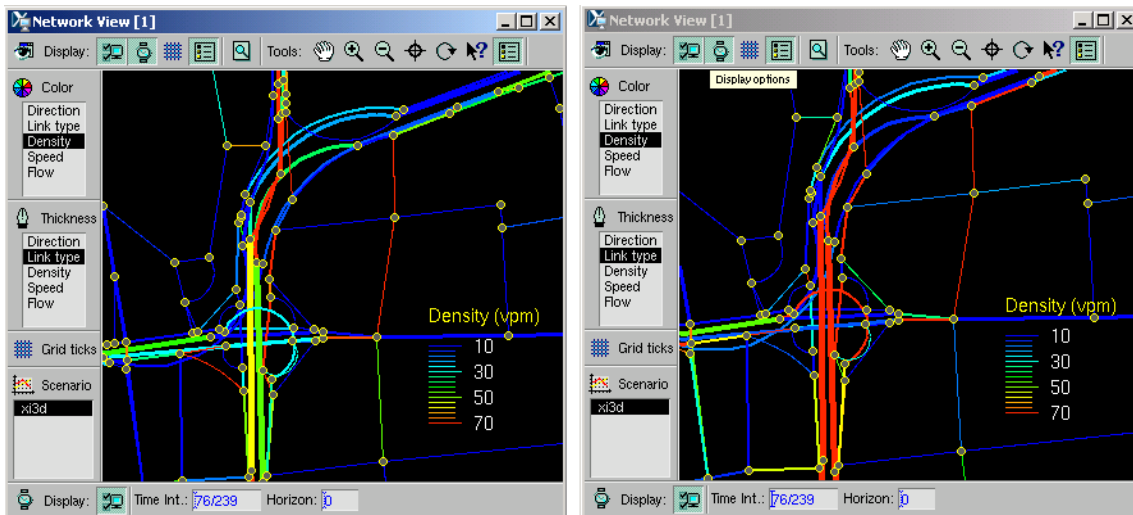 Network View [1]
Display:
Tools:
Color
Direction
Link type
Density
Speed
Flow
Thickness
Direction
Link type
Density
Speed
Flow
Grid ticks
Scenario
xi3d
Density (vpm)
10
30
50
70
Display:
Time Int.: 76/239
Horizon: 0
Network View [1]
Display:
Tools:
Display options
Color
Direction
Link type
Density
Speed
Flow
Thickness
Direction
Link type
Density
Speed
Flow
Grid ticks
Scenario
xi3d
Density (vpm)
10
30
50
70
Display:
Time Int.: 76/239
Horizon: 0